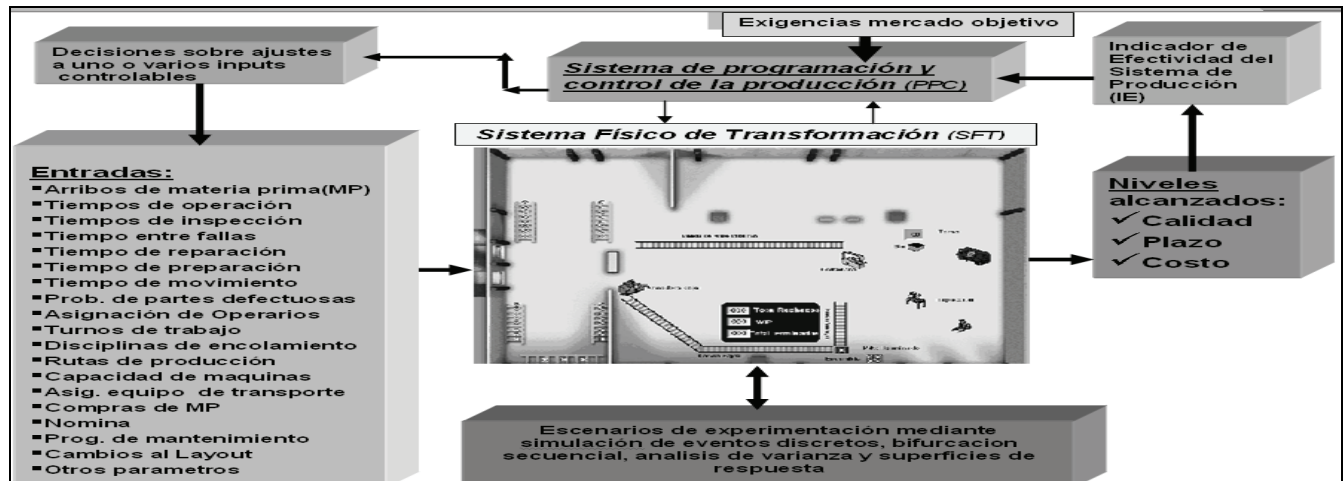 Exigencias mercado objetivo
Decisiones sobre ajustes
a uno o varios inputs
controlables
Sistema de programación y
control de la producción (PPC)
Indicador de
Efectividad del
Sistema de
Producción
(IE)
Sistema Físico de Transformación (SFT)
Entradas:
▪Arribos de materia prima(MP)
▪Tiempos de operación
▪Tiempos de inspección
▪Tiempo entre fallas
▪Tiempo de reparación
▪Tiempo de preparación
▪Tiempo de movimiento
▪Prob. de partes defectuosas
▪Asignación de Operarios
▪Turnos de trabajo
▪Disciplinas de encolamiento
▪Rutas de producción
▪Capacidad de maquinas
▪Asig. equipo de transporte
▪Compras de MP
▪Nomina
▪Prog. de mantenimiento
▪Cambios al Layout
▪Otros parametros
000 Total
000 WIP
000 Total
Niveles
alcanzados:
✓Calidad
✓Plazo
✓Costo
Escenarios de experimentación mediante
simulación de eventos discretos, bifurcacion
secuencial, analisis de varianza y superficies de
respuesta